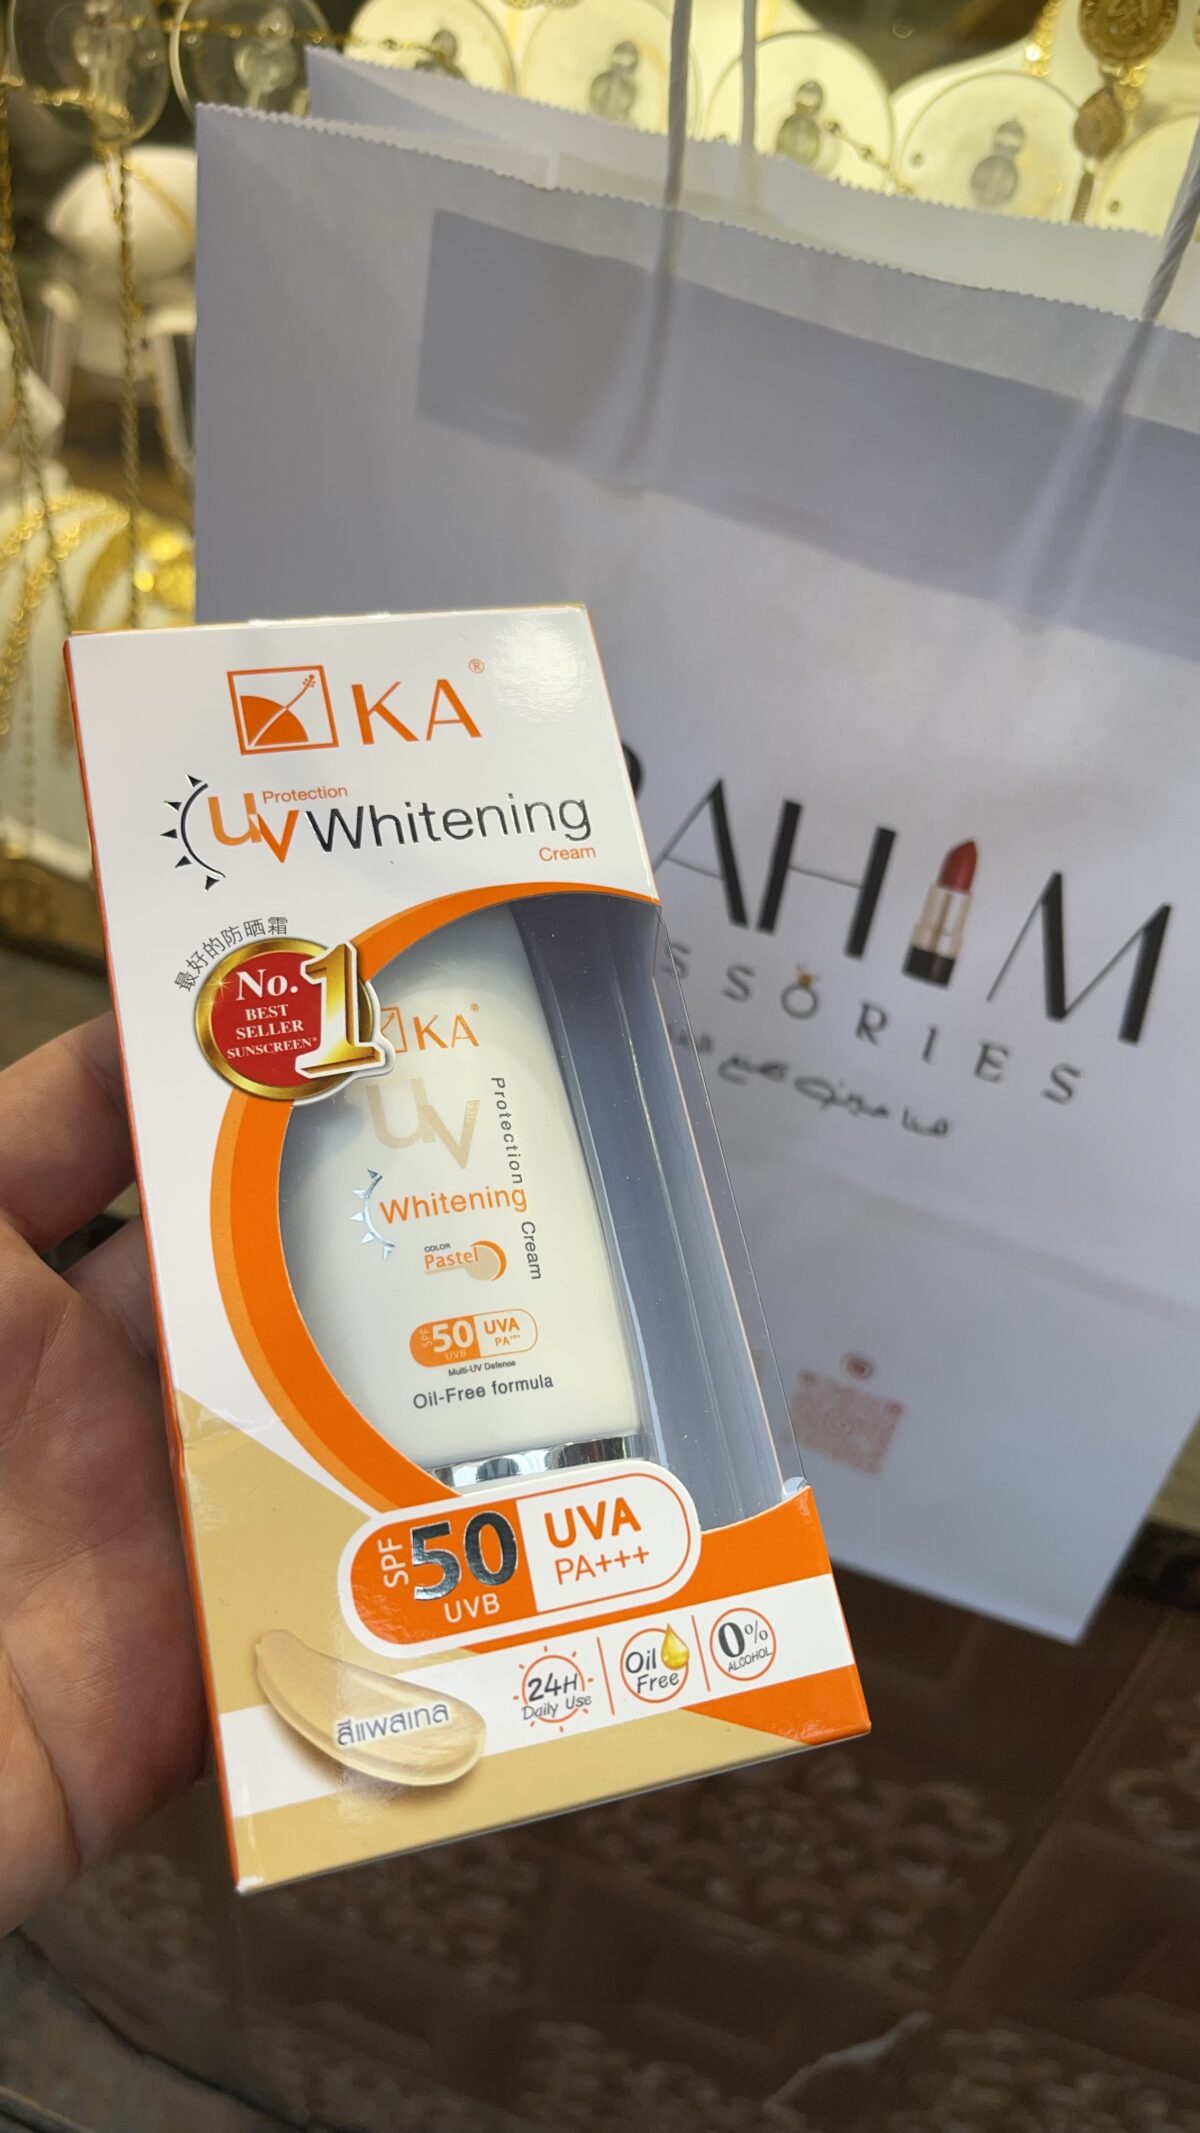 KA®
UV Protection Whitening Cream
最好的防晒霜
No. 1
BEST
SELLER
SUNSCREEN*
KA®
UV Protection Cream
Whitening
COLOR
Pastel
SPF 50 UVB UVA PA+++
Multi-UV Defense
Oil-Free formula
SPF 50 UVB
UVA
PA+++
24H
Daily Use
Oil
Free
0%
ALCOHOL
สีแพสเทล
AHIM
SSORIES
هنا